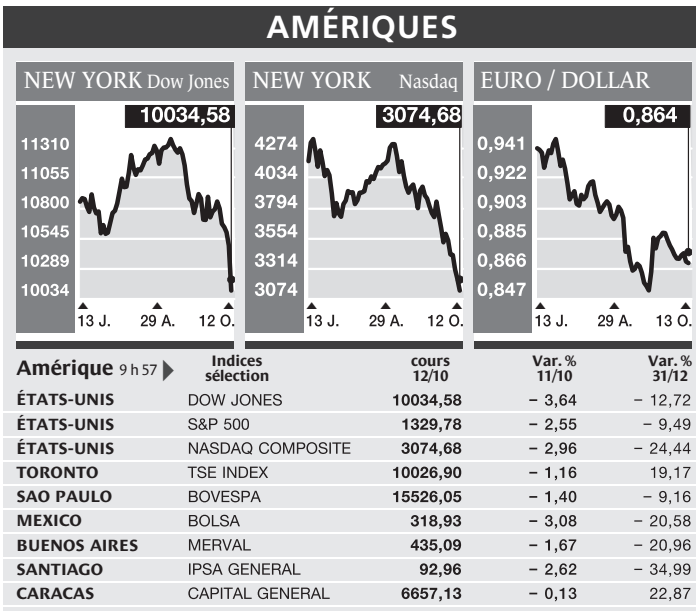 AMÉRIQUES
NEW YORK Dow Jones
10034,58
11310
11055
10800
10545
10289
10034
13 J. 29 A. 12 O.
NEW YORK Nasdaq
3074,68
4274
4034
3794
3554
3314
3074
13 J. 29 A. 12 O.
EURO / DOLLAR
0,864
0,941
0,922
0,903
0,885
0,866
0,847
13 J. 29 A. 13 O.
Amérique 9 h 57 Indices sélection cours 12/10 Var. % 11/10 Var. % 31/12
ÉTATS-UNIS DOW JONES 10034,58 – 3,64 – 12,72
ÉTATS-UNIS S&P 500 1329,78 – 2,55 – 9,49
ÉTATS-UNIS NASDAQ COMPOSITE 3074,68 – 2,96 – 24,44
TORONTO TSE INDEX 10026,90 – 1,16 19,17
SAO PAULO BOVESPA 15526,05 – 1,40 – 9,16
MEXICO BOLSA 318,93 – 3,08 – 20,58
BUENOS AIRES MERVAL 435,09 – 1,67 – 20,96
SANTIAGO IPSA GENERAL 92,96 – 2,62 – 34,99
CARACAS CAPITAL GENERAL 6657,13 – 0,13 22,87